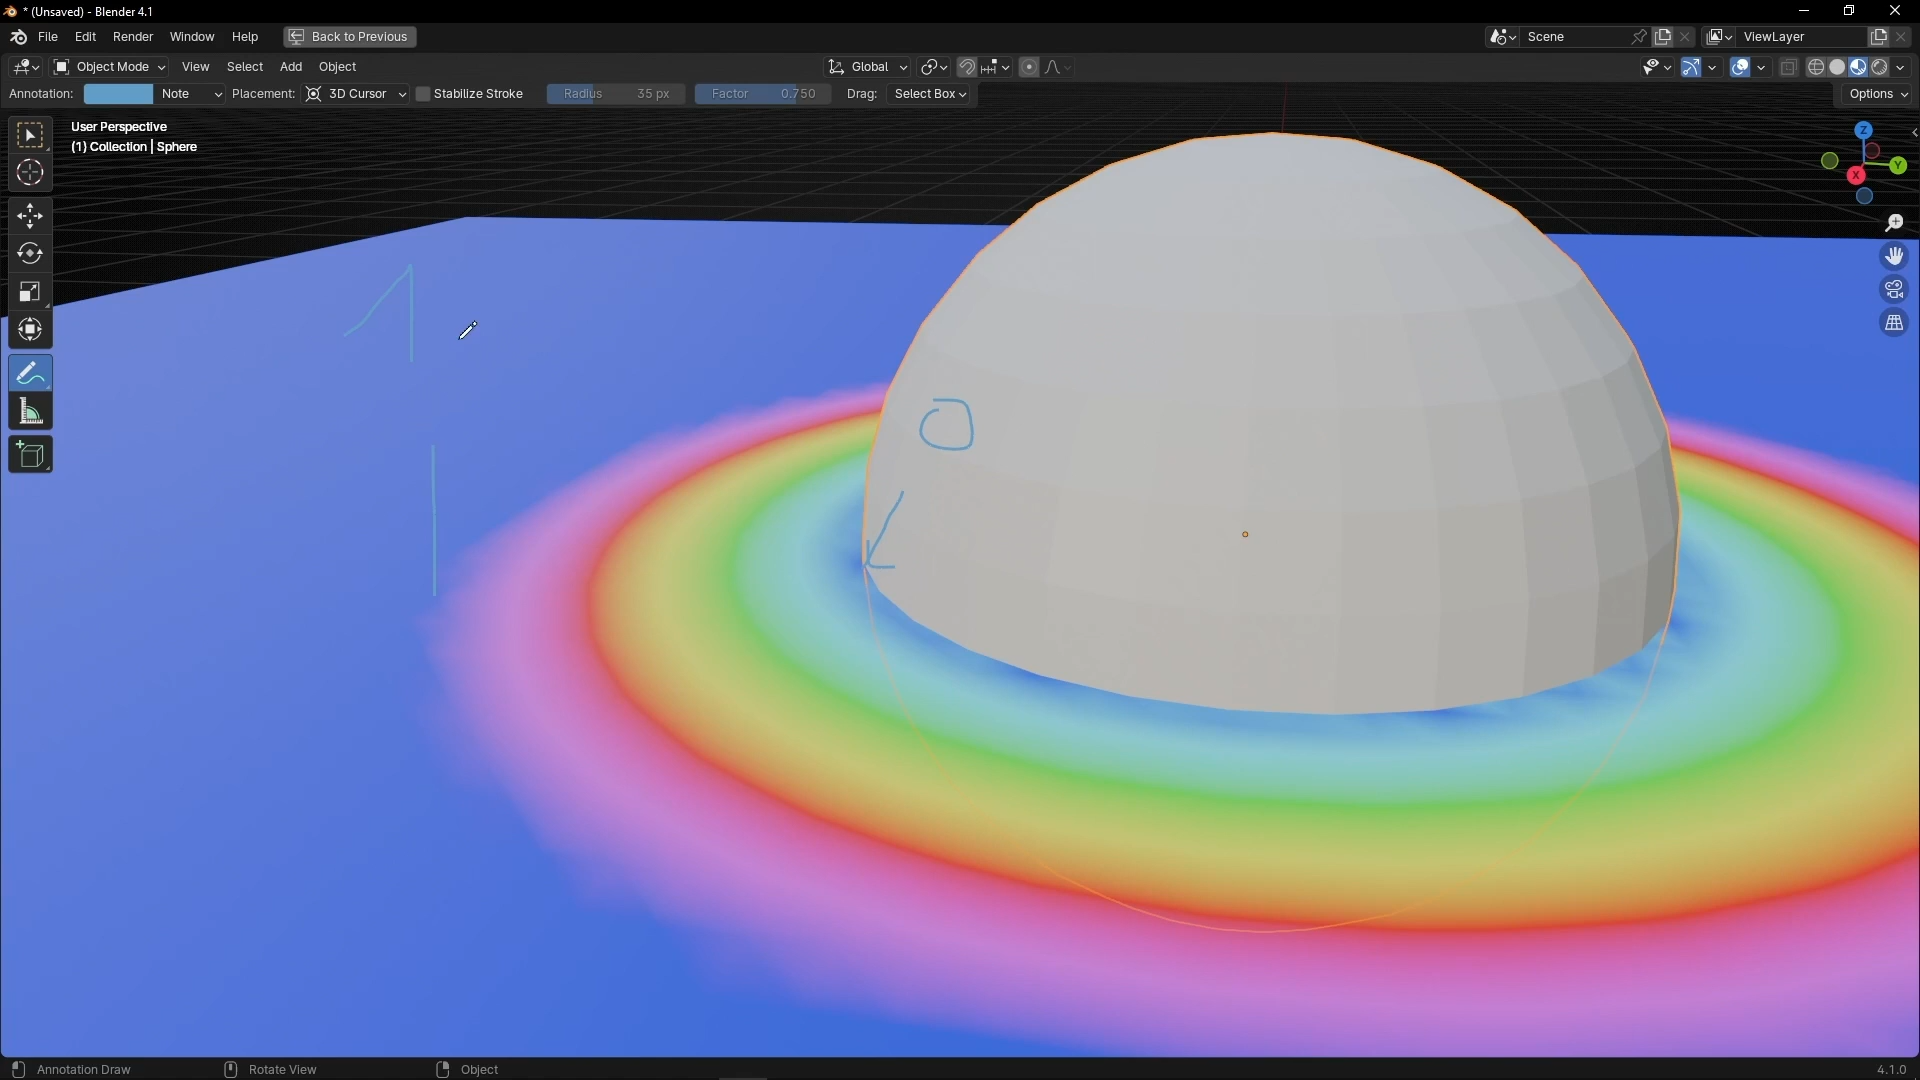 * (Unsaved) - Blender 4.1
File Edit Render Window Help Back to Previous Scene ViewLayer
Object Mode View Select Add Object Global
Annotation: Note Placement: 3D Cursor Stabilize Stroke Radius 35 px Factor 0.750 Drag: Select Box Options
User Perspective
(1) Collection | Sphere
Z
Y
X
1
0
Annotation Draw Rotate View Object 4.1.0